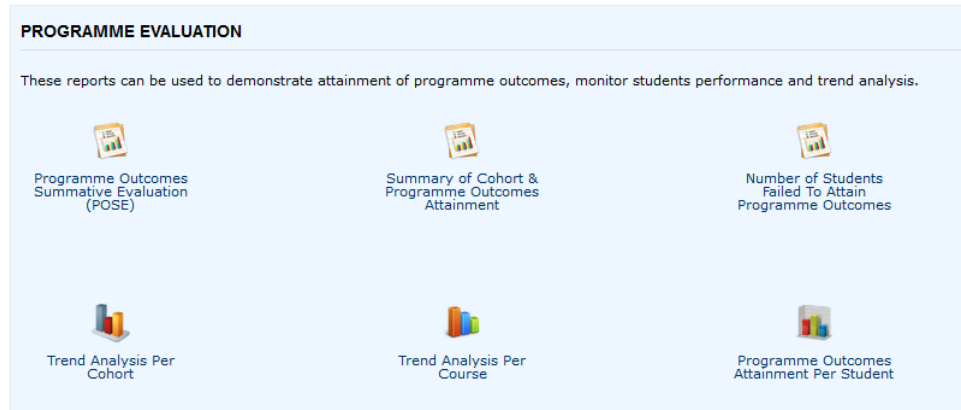 PROGRAMME EVALUATION
These reports can be used to demonstrate attainment of programme outcomes, monitor students performance and trend analysis.
Programme Outcomes
Summative Evaluation
(POSE)
Summary of Cohort &
Programme Outcomes
Attainment
Number of Students
Failed To Attain
Programme Outcomes
Trend Analysis Per
Cohort
Trend Analysis Per
Course
Programme Outcomes
Attainment Per Student